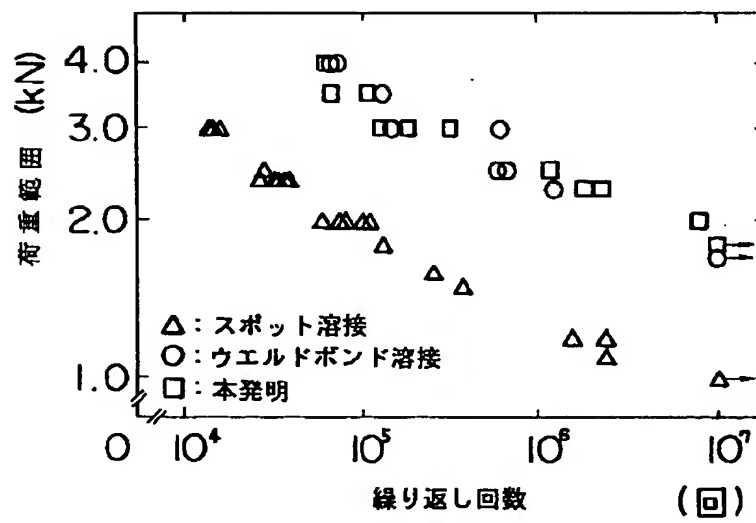 荷重範囲 (kN)
4.0
3.0
2.0
1.0
0
△：スポット溶接
○：ウエルドボンド溶接
□：本発明
10⁴
10⁵
10⁶
10⁷
繰り返し回数
(回)